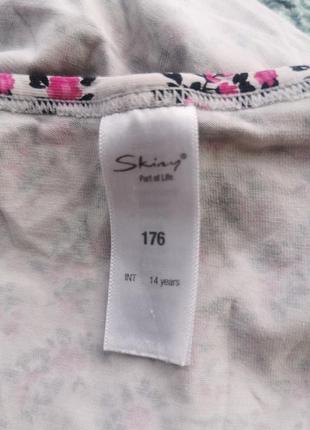 Skiny
Part of Life
176
INT 14 years